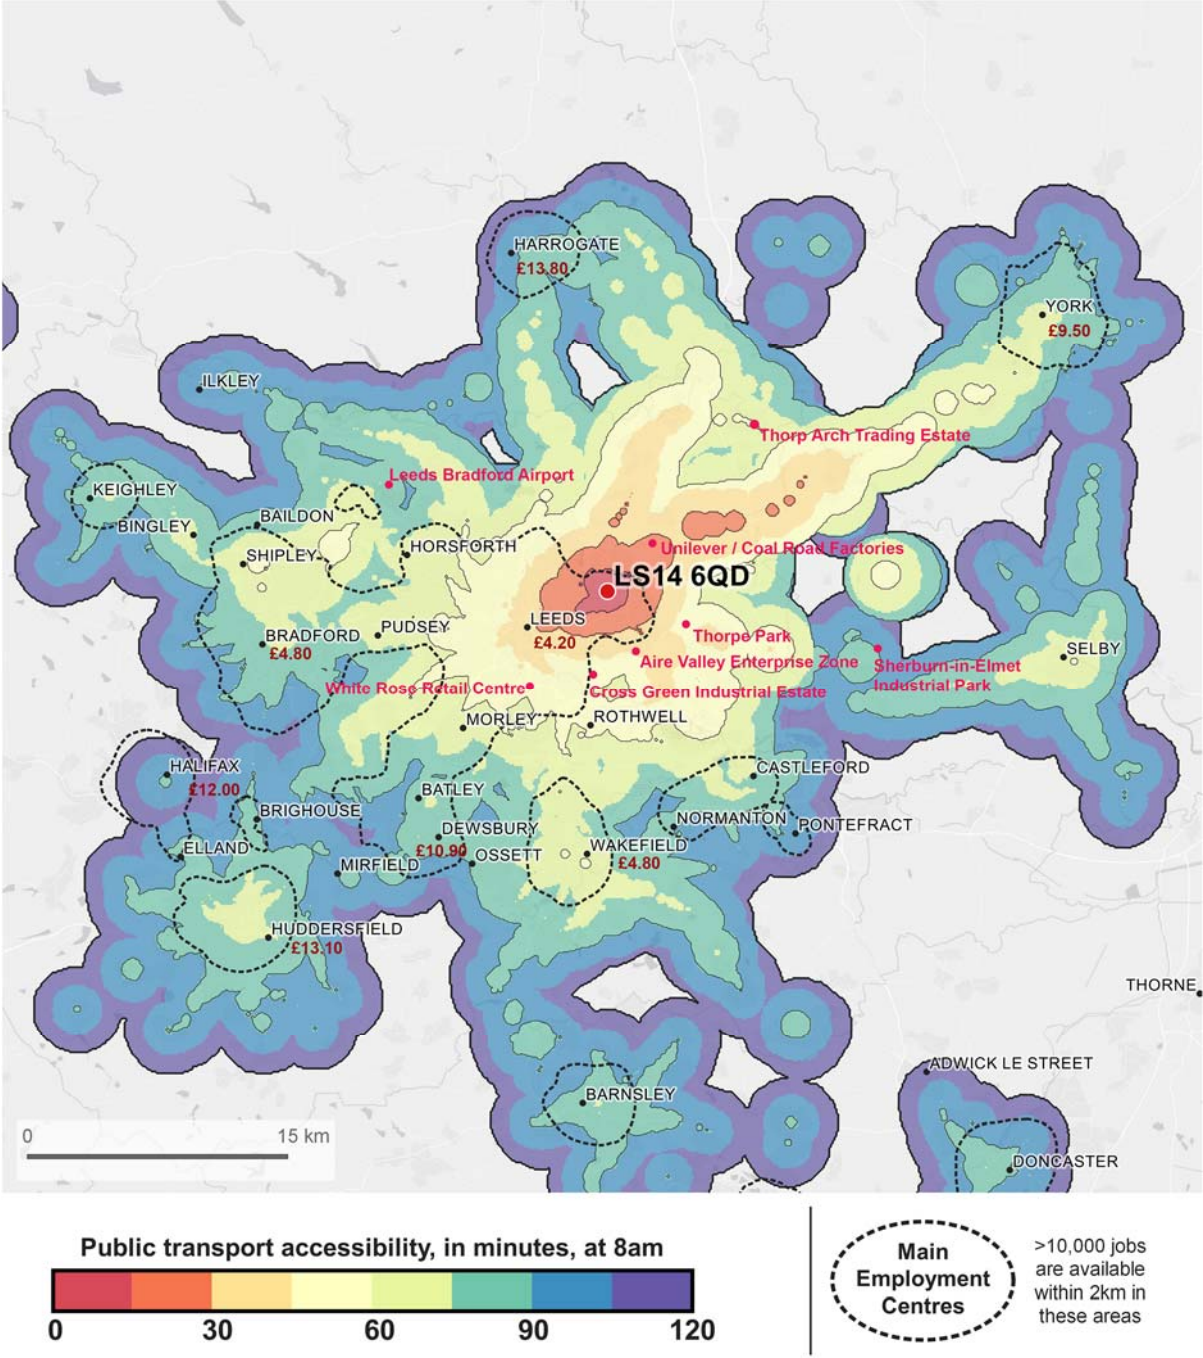 HARROGATE
£13.80
YORK
£9.50
ILKLEY
Thorp Arch Trading Estate
Leeds Bradford Airport
KEIGHLEY
BINGLEY
BAILDON
SHIPLEY
HORSFORTH
Unilever / Coal Road Factories
LS14 6QD
LEEDS
£4.20
PUDSEY
BRADFORD
£4.80
Thorpe Park
SELBY
Aire Valley Enterprise Zone
Sherburn-in-Elmet
Industrial Park
White Rose Retail Centre
Cross Green Industrial Estate
MORLEY
ROTHWELL
HALIFAX
£12.00
CASTLEFORD
BATLEY
BRIGHOUSE
NORMANTON
PONTEFRACT
DEWSBURY
£10.90
OSSETT
WAKEFIELD
£4.80
ELLAND
MIRFIELD
HUDDERSFIELD
£13.10
THORNE
ADWICK LE STREET
BARNSLEY
DONCASTER
0 15 km
Public transport accessibility, in minutes, at 8am
0 30 60 90 120
Main
Employment
Centres
>10,000 jobs
are available
within 2km in
these areas